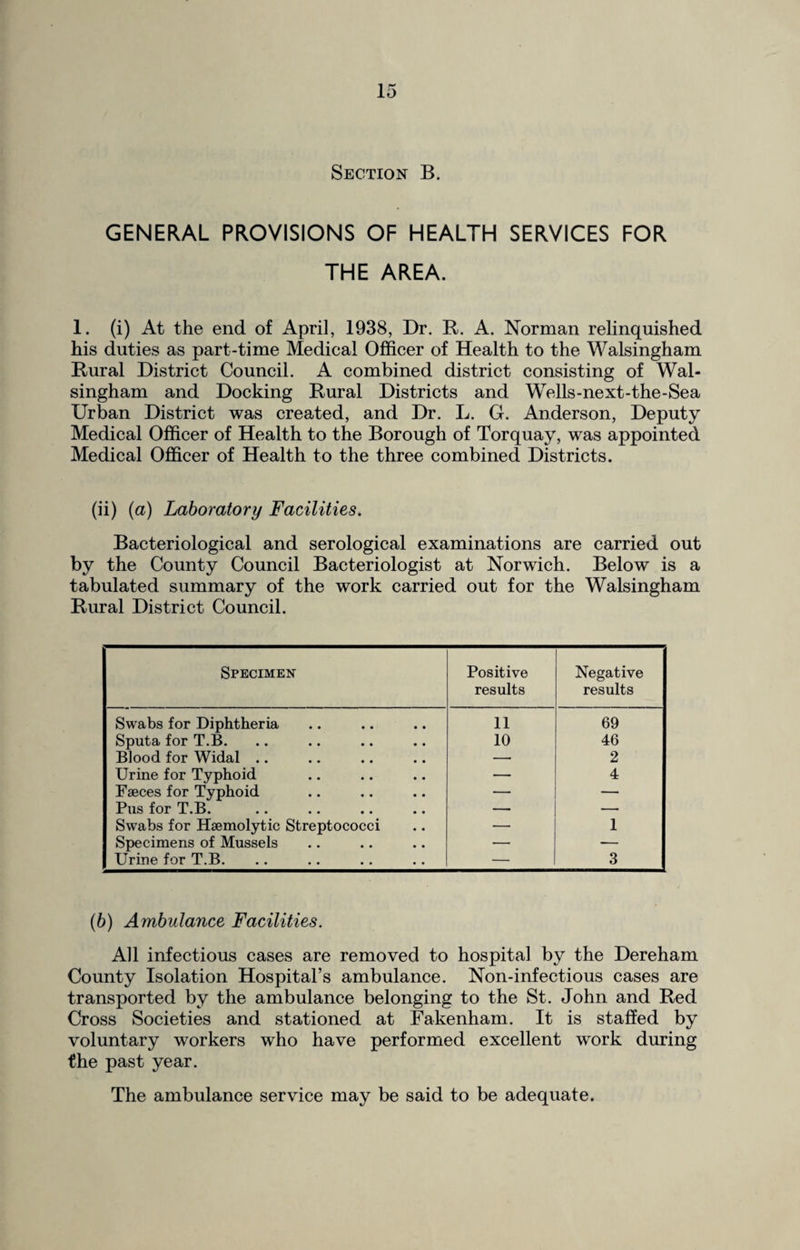 15
Section B.
GENERAL PROVISIONS OF HEALTH SERVICES FOR
THE AREA.
1. (i) At the end of April, 1938, Dr. R. A. Norman relinquished
his duties as part-time Medical Officer of Health to the Walsingham
Rural District Council. A combined district consisting of Wal-
singham and Docking Rural Districts and Wells-next-the-Sea
Urban District was created, and Dr. L. G. Anderson, Deputy
Medical Officer of Health to the Borough of Torquay, was appointed
Medical Officer of Health to the three combined Districts.
(ii) (a) Laboratory Facilities.
Bacteriological and serological examinations are carried out
by the County Council Bacteriologist at Norwich. Below is a
tabulated summary of the work carried out for the Walsingham
Rural District Council.
Specimen Positive results Negative results
Swabs for Diphtheria .. .. .. 11 69
Sputa for T.B. .. .. .. .. 10 46
Blood for Widal .. .. .. .. — 2
Urine for Typhoid .. .. .. — 4
Fæces for Typhoid .. .. .. — —
Pus for T.B. .. .. .. .. — —
Swabs for Hæmolytic Streptococci .. — 1
Specimens of Mussels .. .. .. — —
Urine for T.B. .. .. .. .. — 3
(b) Ambulance Facilities.
All infectious cases are removed to hospital by the Dereham
County Isolation Hospital's ambulance. Non-infectious cases are
transported by the ambulance belonging to the St. John and Red
Cross Societies and stationed at Fakenham. It is staffed by
voluntary workers who have performed excellent work during
the past year.
The ambulance service may be said to be adequate.